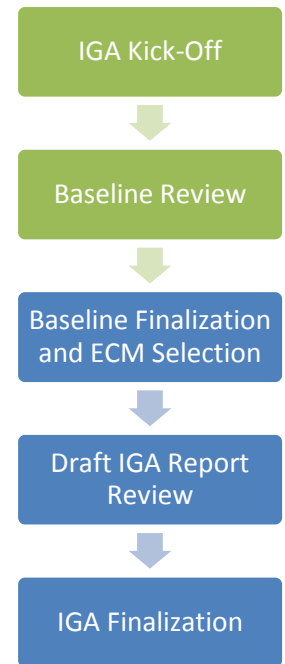 IGA Kick-Off
Baseline Review
Baseline Finalization
and ECM Selection
Draft IGA Report
Review
IGA Finalization